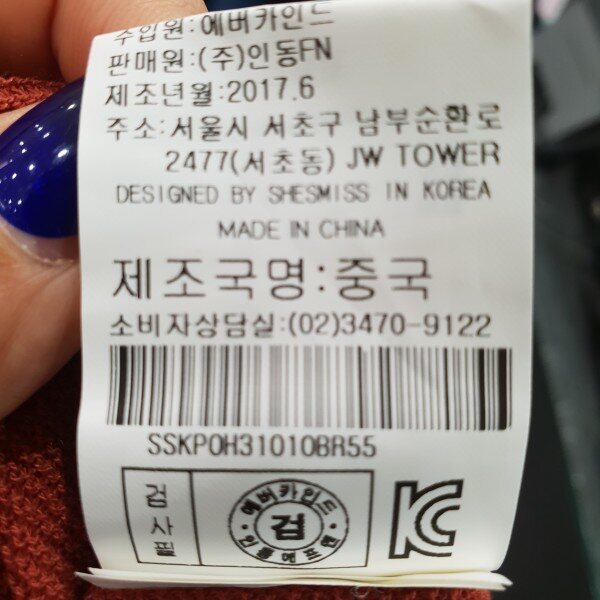 수입원:에버카인드
판매원:(주)인동FN
제조년월:2017.6
주소:서울시 서초구 남부순환로
2477(서초동) JW TOWER
DESIGNED BY SHESMISS IN KOREA
MADE IN CHINA
제조국명:중국
소비자상담실:(02)3470-9122
SSKPOH31010BR55
검사필
에버카인드
검
인동에프엔
KC